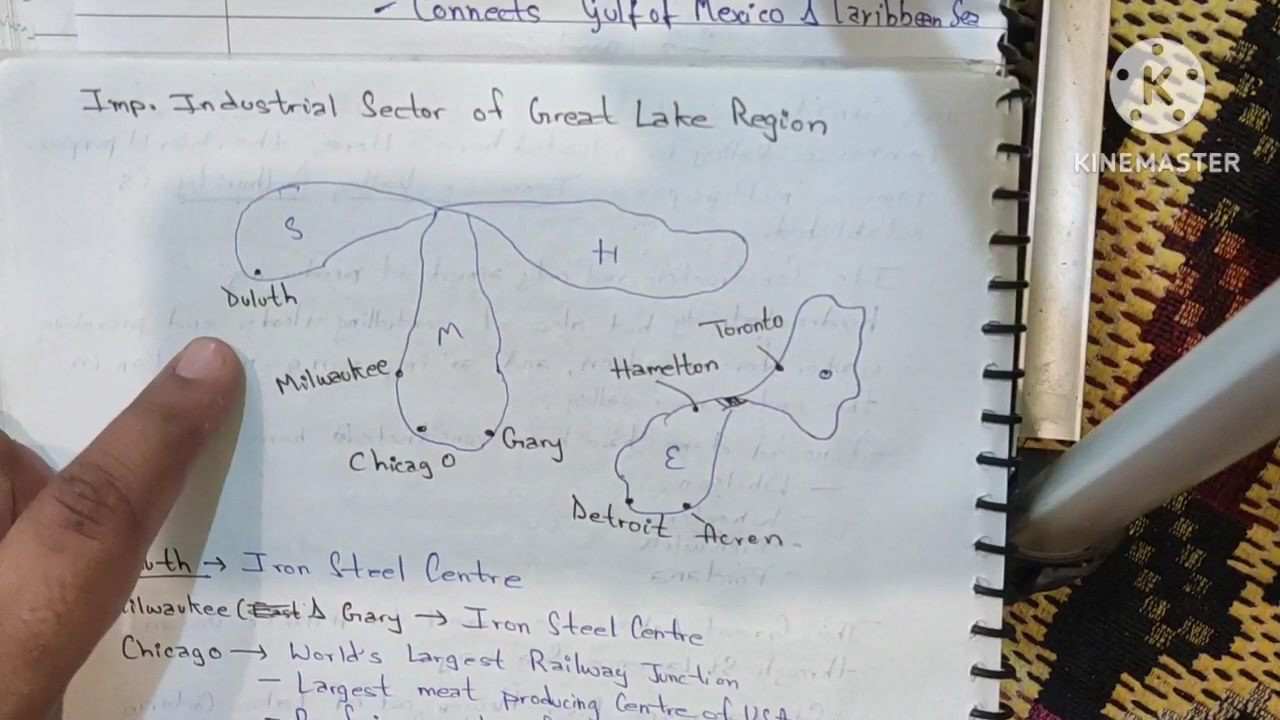 - Connects Gulf of Mexico & Caribbean Sea
Imp. Industrial Sector of Great Lake Region
S
H
Duluth
M
Toronto
Hamelton
Milwaukee
O
Gary
Chicago
E
Detroit
Acren
uth → Iron Steel Centre
ilwaukee ( & Gary → Iron Steel Centre
Chicago → World's Largest Railway Junction
- Largest meat producing Centre of USA
K
KINEMASTER